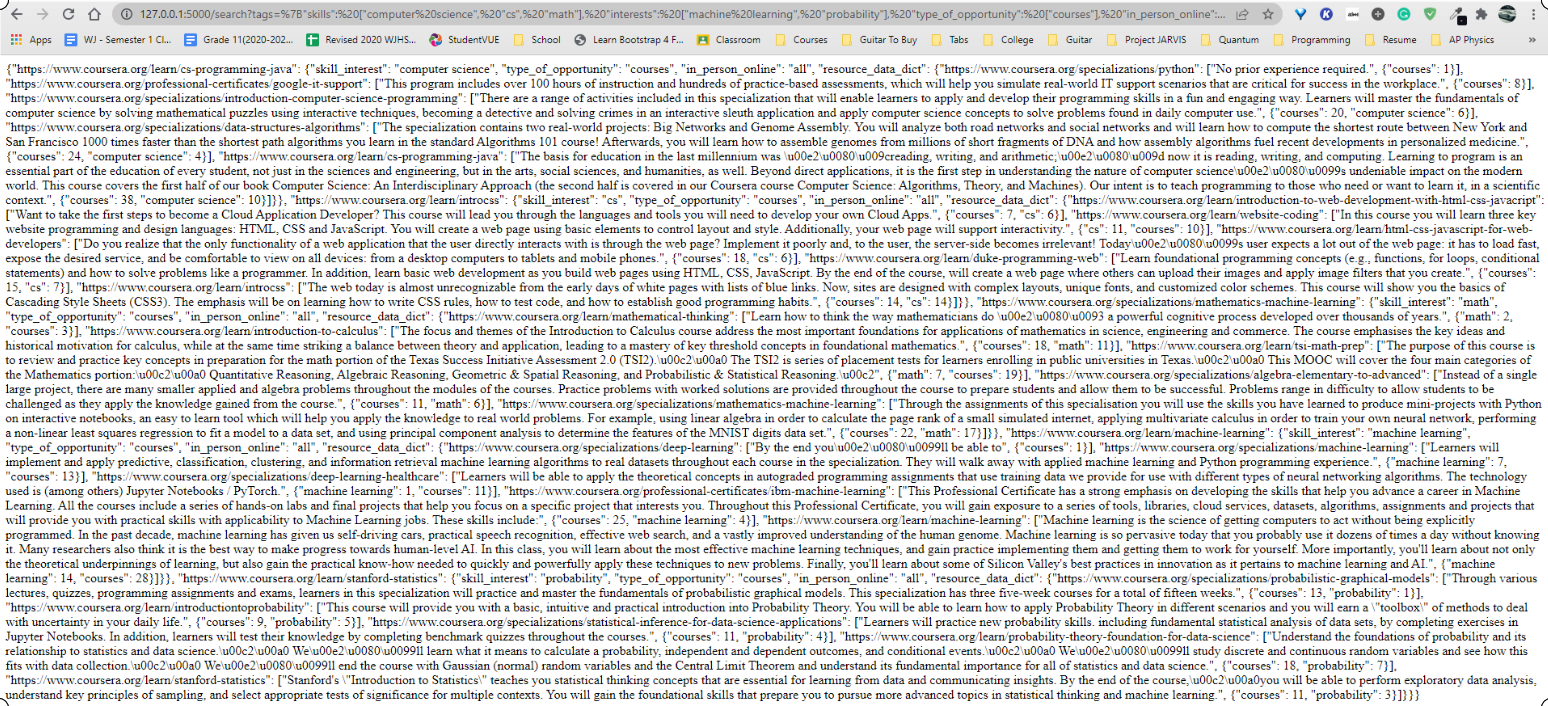 127.0.0.1:5000/search?tags=%7B"skills":%20["computer%20science",%20"cs",%20"math"],%20"interests":%20["machine%20learning",%20"probability"],%20"type_of_opportunity":%20["courses"],%20"in_person_online":...
Apps WJ - Semester 1 Cl... Grade 11(2020-202... Revised 2020 WJHS... StudentVUE School Learn Bootstrap 4 F... Classroom Courses Guitar To Buy Tabs College Guitar Project JARVIS Quantum Programming Resume AP Physics »
{"https://www.coursera.org/learn/cs-programming-java": {"skill_interest": "computer science", "type_of_opportunity": "courses", "in_person_online": "all", "resource_data_dict": {"https://www.coursera.org/specializations/python": ["No prior experience required.", {"courses": 1}],
"https://www.coursera.org/professional-certificates/google-it-support": ["This program includes over 100 hours of instruction and hundreds of practice-based assessments, which will help you simulate real-world IT support scenarios that are critical for success in the workplace.", {"courses": 8}],
"https://www.coursera.org/specializations/introduction-computer-science-programming": ["There are a range of activities included in this specialization that will enable learners to apply and develop their programming skills in a fun and engaging way. Learners will master the fundamentals of
computer science by solving mathematical puzzles using interactive techniques, becoming a detective and solving crimes in an interactive sleuth application and apply computer science concepts to solve problems found in daily computer use.", {"courses": 20, "computer science": 6}],
"https://www.coursera.org/specializations/data-structures-algorithms": ["The specialization contains two real-world projects: Big Networks and Genome Assembly. You will analyze both road networks and social networks and will learn how to compute the shortest route between New York and
San Francisco 1000 times faster than the shortest path algorithms you learn in the standard Algorithms 101 course! Afterwards, you will learn how to assemble genomes from millions of short fragments of DNA and how assembly algorithms fuel recent developments in personalized medicine.",
{"courses": 24, "computer science": 4}], "https://www.coursera.org/learn/cs-programming-java": ["The basis for education in the last millennium was \u00e2\u0080\u009creading, writing, and arithmetic;\u00e2\u0080\u009d now it is reading, writing, and computing. Learning to program is an
essential part of the education of every student, not just in the sciences and engineering, but in the arts, social sciences, and humanities, as well. Beyond direct applications, it is the first step in understanding the nature of computer science\u00e2\u0080\u0099s undeniable impact on the modern
world. This course covers the first half of our book Computer Science: An Interdisciplinary Approach (the second half is covered in our Coursera course Computer Science: Algorithms, Theory, and Machines). Our intent is to teach programming to those who need or want to learn it, in a scientific
context.", {"courses": 38, "computer science": 10}]}}, "https://www.coursera.org/learn/introcss": {"skill_interest": "cs", "type_of_opportunity": "courses", "in_person_online": "all", "resource_data_dict": {"https://www.coursera.org/learn/introduction-to-web-development-with-html-css-javacript":
["Want to take the first steps to become a Cloud Application Developer? This course will lead you through the languages and tools you will need to develop your own Cloud Apps.", {"courses": 7, "cs": 6}], "https://www.coursera.org/learn/website-coding": ["In this course you will learn three key
website programming and design languages: HTML, CSS and JavaScript. You will create a web page using basic elements to control layout and style. Additionally, your web page will support interactivity.", {"cs": 11, "courses": 10}], "https://www.coursera.org/learn/html-css-javascript-for-web-
developers": ["Do you realize that the only functionality of a web application that the user directly interacts with is through the web page? Implement it poorly and, to the user, the server-side becomes irrelevant! Today\u00e2\u0080\u0099s user expects a lot out of the web page: it has to load fast,
expose the desired service, and be comfortable to view on all devices: from a desktop computers to tablets and mobile phones.", {"courses": 18, "cs": 6}], "https://www.coursera.org/learn/duke-programming-web": ["Learn foundational programming concepts (e.g., functions, for loops, conditional
statements) and how to solve problems like a programmer. In addition, learn basic web development as you build web pages using HTML, CSS, JavaScript. By the end of the course, will create a web page where others can upload their images and apply image filters that you create.", {"courses":
15, "cs": 7}], "https://www.coursera.org/learn/introcss": ["The web today is almost unrecognizable from the early days of white pages with lists of blue links. Now, sites are designed with complex layouts, unique fonts, and customized color schemes. This course will show you the basics of
Cascading Style Sheets (CSS3). The emphasis will be on learning how to write CSS rules, how to test code, and how to establish good programming habits.", {"courses": 14, "cs": 14}]}}, "https://www.coursera.org/specializations/mathematics-machine-learning": {"skill_interest": "math",
"type_of_opportunity": "courses", "in_person_online": "all", "resource_data_dict": {"https://www.coursera.org/learn/mathematical-thinking": ["Learn how to think the way mathematicians do \u00e2\u0080\u0093 a powerful cognitive process developed over thousands of years.", {"math": 2,
"courses": 3}], "https://www.coursera.org/learn/introduction-to-calculus": ["The focus and themes of the Introduction to Calculus course address the most important foundations for applications of mathematics in science, engineering and commerce. The course emphasises the key ideas and
historical motivation for calculus, while at the same time striking a balance between theory and application, leading to a mastery of key threshold concepts in foundational mathematics.", {"courses": 18, "math": 11}], "https://www.coursera.org/learn/tsi-math-prep": ["The purpose of this course is
to review and practice key concepts in preparation for the math portion of the Texas Success Initiative Assessment 2.0 (TSI2).\u00c2\u00a0 The TSI2 is series of placement tests for learners enrolling in public universities in Texas.\u00c2\u00a0 This MOOC will cover the four main categories of
the Mathematics portion:\u00c2\u00a0 Quantitative Reasoning, Algebraic Reasoning, Geometric & Spatial Reasoning, and Probabilistic & Statistical Reasoning.\u00c2", {"math": 7, "courses": 19}], "https://www.coursera.org/specializations/algebra-elementary-to-advanced": ["Instead of a single
large project, there are many smaller applied and algebra problems throughout the modules of the courses. Practice problems with worked solutions are provided throughout the course to prepare students and allow them to be successful. Problems range in difficulty to allow students to be
challenged as they apply the knowledge gained from the course.", {"courses": 11, "math": 6}], "https://www.coursera.org/specializations/mathematics-machine-learning": ["Through the assignments of this specialisation you will use the skills you have learned to produce mini-projects with Python
on interactive notebooks, an easy to learn tool which will help you apply the knowledge to real world problems. For example, using linear algebra in order to calculate the page rank of a small simulated internet, applying multivariate calculus in order to train your own neural network, performing
a non-linear least squares regression to fit a model to a data set, and using principal component analysis to determine the features of the MNIST digits data set.", {"courses": 22, "math": 17}]}}, "https://www.coursera.org/learn/machine-learning": {"skill_interest": "machine learning",
"type_of_opportunity": "courses", "in_person_online": "all", "resource_data_dict": {"https://www.coursera.org/specializations/deep-learning": ["By the end you\u00e2\u0080\u0099ll be able to", {"courses": 1}], "https://www.coursera.org/specializations/machine-learning": ["Learners will
implement and apply predictive, classification, clustering, and information retrieval machine learning algorithms to real datasets throughout each course in the specialization. They will walk away with applied machine learning and Python programming experience.", {"machine learning": 7,
"courses": 13}], "https://www.coursera.org/specializations/deep-learning-healthcare": ["Learners will be able to apply the theoretical concepts in autograded programming assignments that use training data we provide for use with different types of neural networking algorithms. The technology
used is (among others) Jupyter Notebooks / PyTorch.", {"machine learning": 1, "courses": 11}], "https://www.coursera.org/professional-certificates/ibm-machine-learning": ["This Professional Certificate has a strong emphasis on developing the skills that help you advance a career in Machine
Learning. All the courses include a series of hands-on labs and final projects that help you focus on a specific project that interests you. Throughout this Professional Certificate, you will gain exposure to a series of tools, libraries, cloud services, datasets, algorithms, assignments and projects that
will provide you with practical skills with applicability to Machine Learning jobs. These skills include:", {"courses": 25, "machine learning": 4}], "https://www.coursera.org/learn/machine-learning": ["Machine learning is the science of getting computers to act without being explicitly
programmed. In the past decade, machine learning has given us self-driving cars, practical speech recognition, effective web search, and a vastly improved understanding of the human genome. Machine learning is so pervasive today that you probably use it dozens of times a day without knowing
it. Many researchers also think it is the best way to make progress towards human-level AI. In this class, you will learn about the most effective machine learning techniques, and gain practice implementing them and getting them to work for yourself. More importantly, you'll learn about not only
the theoretical underpinnings of learning, but also gain the practical know-how needed to quickly and powerfully apply these techniques to new problems. Finally, you'll learn about some of Silicon Valley's best practices in innovation as it pertains to machine learning and AI.", {"machine
learning": 14, "courses": 28}]}}, "https://www.coursera.org/learn/stanford-statistics": {"skill_interest": "probability", "type_of_opportunity": "courses", "in_person_online": "all", "resource_data_dict": {"https://www.coursera.org/specializations/probabilistic-graphical-models": ["Through various
lectures, quizzes, programming assignments and exams, learners in this specialization will practice and master the fundamentals of probabilistic graphical models. This specialization has three five-week courses for a total of fifteen weeks.", {"courses": 13, "probability": 1}],
"https://www.coursera.org/learn/introductiontoprobability": ["This course will provide you with a basic, intuitive and practical introduction into Probability Theory. You will be able to learn how to apply Probability Theory in different scenarios and you will earn a \"toolbox\" of methods to deal
with uncertainty in your daily life.", {"courses": 9, "probability": 5}], "https://www.coursera.org/specializations/statistical-inference-for-data-science-applications": ["Learners will practice new probability skills. including fundamental statistical analysis of data sets, by completing exercises in
Jupyter Notebooks. In addition, learners will test their knowledge by completing benchmark quizzes throughout the courses.", {"courses": 11, "probability": 4}], "https://www.coursera.org/learn/probability-theory-foundation-for-data-science": ["Understand the foundations of probability and its
relationship to statistics and data science.\u00c2\u00a0 We\u00e2\u0080\u0099ll learn what it means to calculate a probability, independent and dependent outcomes, and conditional events.\u00c2\u00a0 We\u00e2\u0080\u0099ll study discrete and continuous random variables and see how this
fits with data collection.\u00c2\u00a0 We\u00e2\u0080\u0099ll end the course with Gaussian (normal) random variables and the Central Limit Theorem and understand its fundamental importance for all of statistics and data science.", {"courses": 18, "probability": 7}],
"https://www.coursera.org/learn/stanford-statistics": ["Stanford's \"Introduction to Statistics\" teaches you statistical thinking concepts that are essential for learning from data and communicating insights. By the end of the course,\u00c2\u00a0you will be able to perform exploratory data analysis,
understand key principles of sampling, and select appropriate tests of significance for multiple contexts. You will gain the foundational skills that prepare you to pursue more advanced topics in statistical thinking and machine learning.", {"courses": 11, "probability": 3}]}}}